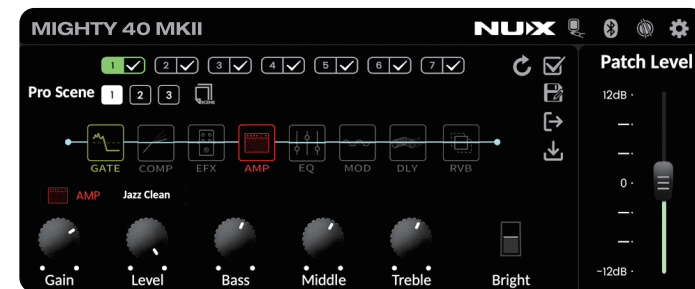 MIGHTY 40 MKII
NUX
1 2 3 4 5 6 7
Patch Level
Pro Scene 1 2 3
SCENE
12dB
0
-12dB
GATE COMP EFX AMP EQ MOD DLY RVB
AMP Jazz Clean
Gain Level Bass Middle Treble Bright